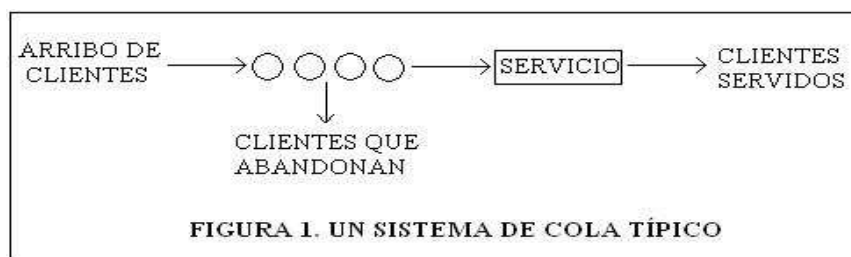 ARRIBO DE
CLIENTES
SERVICIO
CLIENTES
SERVIDOS
CLIENTES QUE
ABANDONAN
FIGURA 1. UN SISTEMA DE COLA TÍPICO